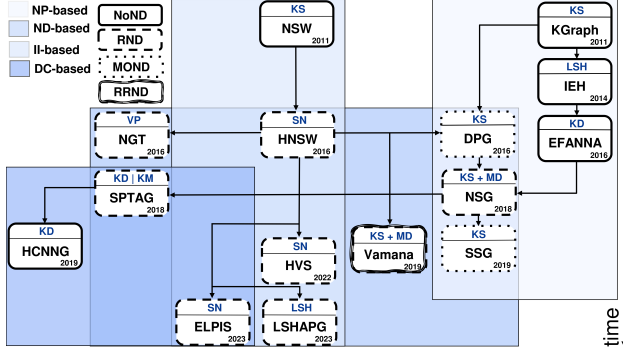 NP-based
ND-based
II-based
DC-based
NoND
RND
MOND
RRND
KS
NSW
2011
KS
KGraph
2011
LSH
IEH
2014
KD
EFANNA
2016
VP
NGT
2016
SN
HNSW
2016
KS
DPG
2016
KD | KM
SPTAG
2018
KS + MD
NSG
2018
KD
HCNNG
2019
SN
HVS
2022
KS + MD
Vamana
2019
KS
SSG
2019
SN
ELPIS
2023
LSH
LSHAPG
2023
time